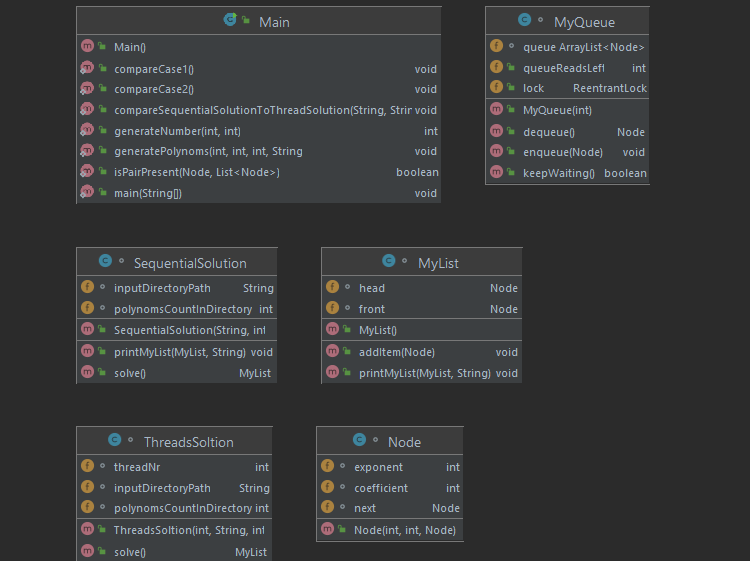 Main
Main()
compareCase1() void
compareCase2() void
compareSequentialSolutionToThreadSolution(String, Strir void
generateNumber(int, int) int
generatePolynoms(int, int, int, String void
isPairPresent(Node, List<Node>) boolean
main(String[]) void
MyQueue
queue ArrayList<Node>
queueReadsLeft int
lock ReentrantLock
MyQueue(int)
dequeue() Node
enqueue(Node) void
keepWaiting() boolean
SequentialSolution
inputDirectoryPath String
polynomsCountInDirectory int
SequentialSolution(String, int
printMyList(MyList, String) void
solve() MyList
MyList
head Node
front Node
MyList()
addItem(Node) void
printMyList(MyList, String) void
ThreadsSoltion
threadNr int
inputDirectoryPath String
polynomsCountInDirectory int
ThreadsSoltion(int, String, int
solve() MyList
Node
exponent int
coefficient int
next Node
Node(int, int, Node)